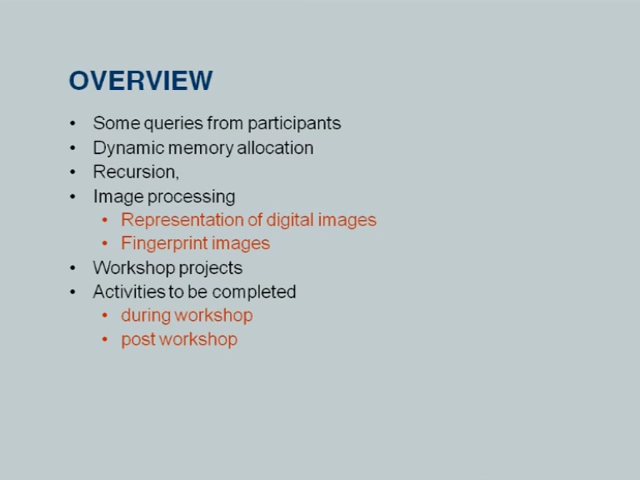 OVERVIEW
• Some queries from participants
• Dynamic memory allocation
• Recursion,
• Image processing
• Representation of digital images
• Fingerprint images
• Workshop projects
• Activities to be completed
• during workshop
• post workshop